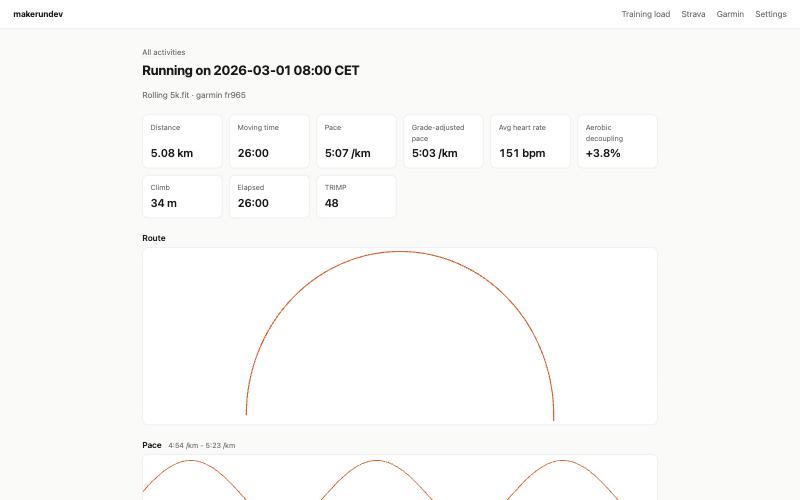 makerundev
Training load Strava Garmin Settings
All activities
Running on 2026-03-01 08:00 CET
Rolling 5k.fit · garmin fr965
Distance
5.08 km
Moving time
26:00
Pace
5:07 /km
Grade-adjusted
pace
5:03 /km
Avg heart rate
151 bpm
Aerobic
decoupling
+3.8%
Climb
34 m
Elapsed
26:00
TRIMP
48
Route
Pace 4:54 /km – 5:23 /km